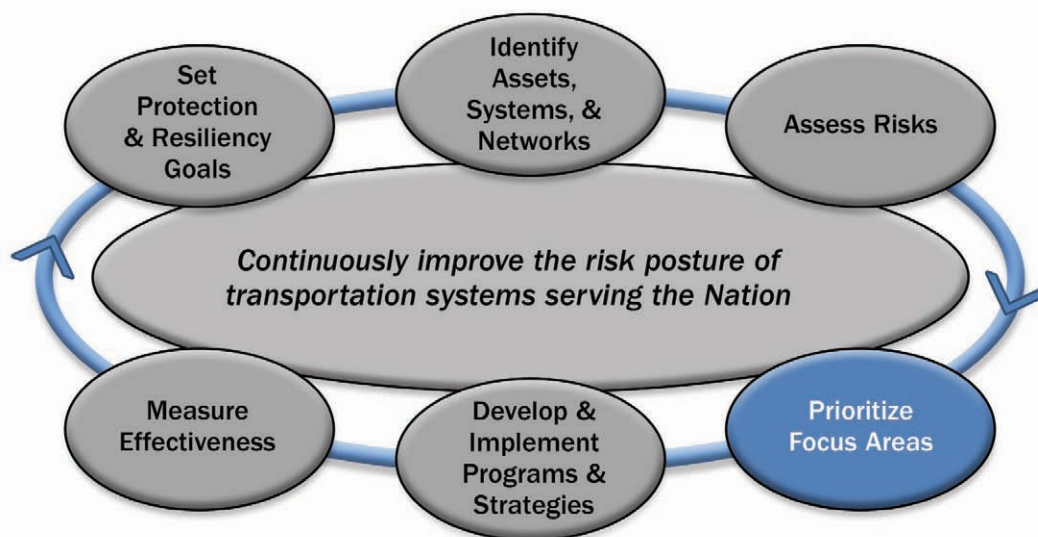 Set
Protection
& Resiliency
Goals
Identify
Assets,
Systems, &
Networks
Assess Risks
Continuously improve the risk posture of
transportation systems serving the Nation
Measure
Effectiveness
Develop &
Implement
Programs &
Strategies
Prioritize
Focus Areas